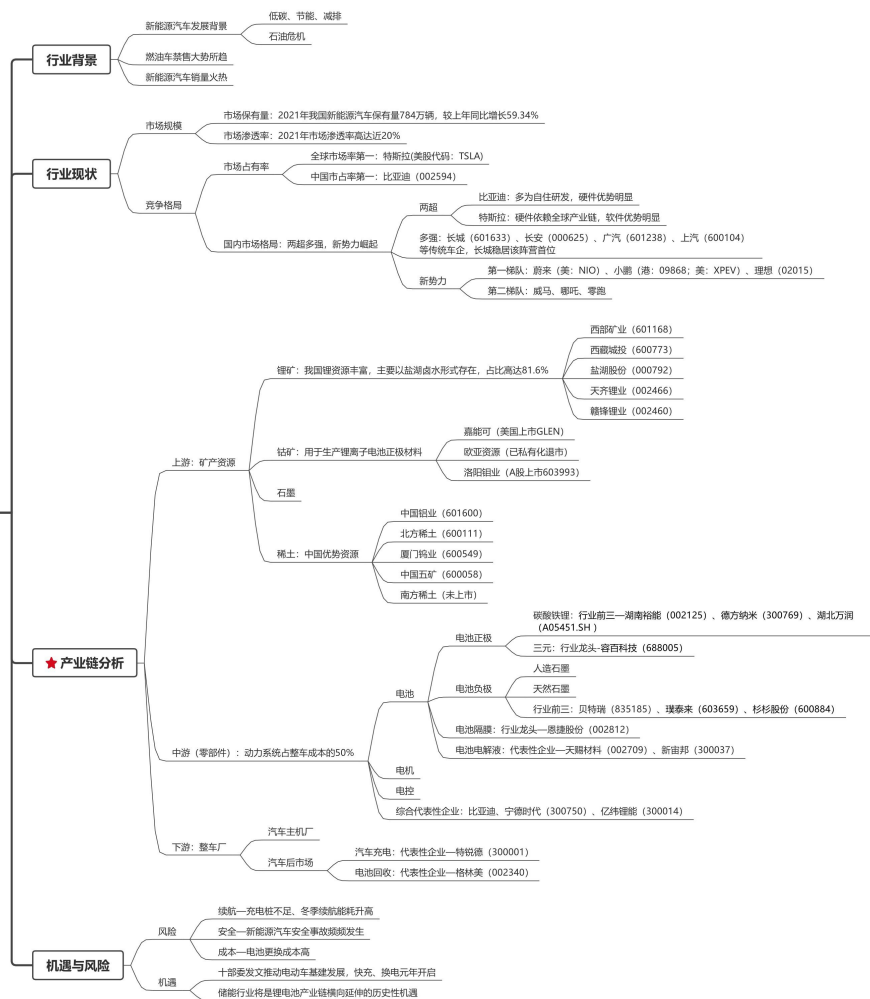 行业背景
新能源汽车发展背景
低碳、节能、减排
石油危机
燃油车禁售大势所趋
新能源汽车销量火热
行业现状
市场规模
市场保有量：2021年我国新能源汽车保有量784万辆，较上年同比增长59.34%
市场渗透率：2021年市场渗透率高达近20%
竞争格局
市场占有率
全球市场率第一：特斯拉(美股代码：TSLA)
中国市占率第一：比亚迪（002594）
国内市场格局：两超多强，新势力崛起
两超
比亚迪：多为自住研发，硬件优势明显
特斯拉：硬件依赖全球产业链，软件优势明显
多强：长城（601633）、长安（000625）、广汽（601238）、上汽（600104）
等传统车企，长城稳居该阵营首位
新势力
第一梯队：蔚来（美：NIO）、小鹏（港：09868；美：XPEV）、理想（02015）
第二梯队：威马、哪吒、零跑
产业链分析
上游：矿产资源
锂矿：我国锂资源丰富，主要以盐湖卤水形式存在，占比高达81.6%
西部矿业（601168）
西藏城投（600773）
盐湖股份（000792）
天齐锂业（002466）
赣锋锂业（002460）
钴矿：用于生产锂离子电池正极材料
嘉能可（美国上市GLEN）
欧亚资源（已私有化退市）
洛阳钼业（A股上市603993）
石墨
稀土：中国优势资源
中国铝业（601600）
北方稀土（600111）
厦门钨业（600549）
中国五矿（600058）
南方稀土（未上市）
中游（零部件）：动力系统占整车成本的50%
电池
电池正极
碳酸铁锂：行业前三—湖南裕能（002125）、德方纳米（300769）、湖北万润
（A05451.SH ）
三元：行业龙头-容百科技（688005）
电池负极
人造石墨
天然石墨
行业前三：贝特瑞（835185）、璞泰来（603659）、杉杉股份（600884）
电池隔膜：行业龙头—恩捷股份（002812）
电池电解液：代表性企业—天赐材料（002709）、新宙邦（300037）
电机
电控
综合代表性企业：比亚迪、宁德时代（300750）、亿纬锂能（300014）
下游：整车厂
汽车主机厂
汽车后市场
汽车充电：代表性企业—特锐德（300001）
电池回收：代表性企业—格林美（002340）
机遇与风险
风险
续航—充电桩不足、冬季续航能耗升高
安全—新能源汽车安全事故频频发生
成本—电池更换成本高
机遇
十部委发文推动电动车基建发展，快充、换电元年开启
储能行业将是锂电池产业链横向延伸的历史性机遇